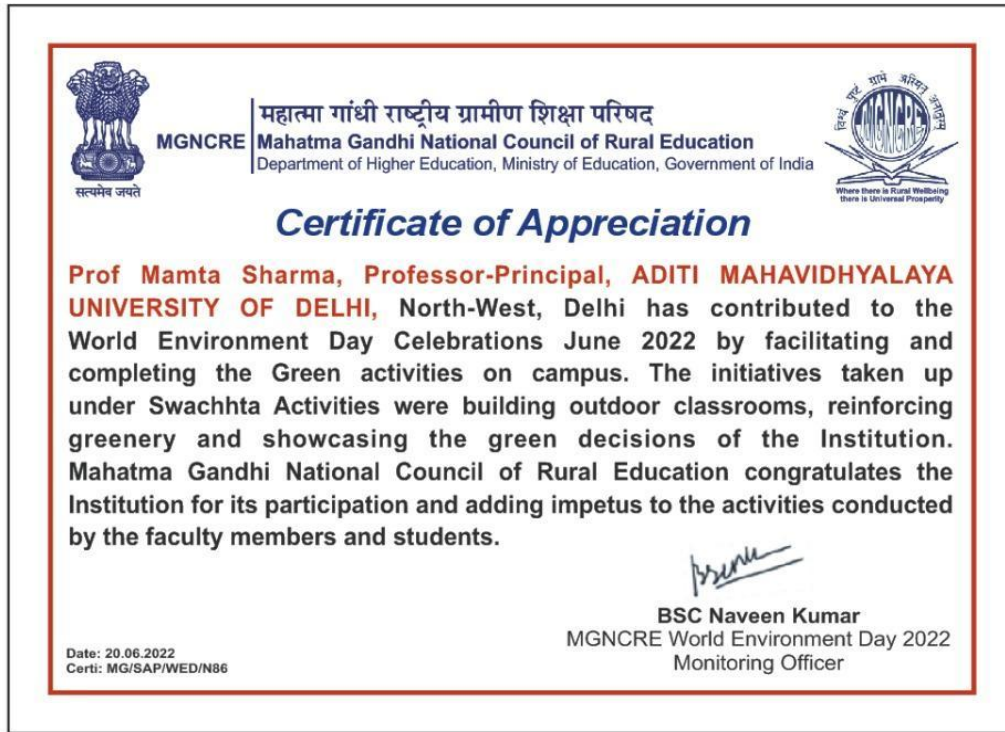 सत्यमेव जयते
MGNCRE
महात्मा गांधी राष्ट्रीय ग्रामीण शिक्षा परिषद
Mahatma Gandhi National Council of Rural Education
Department of Higher Education, Ministry of Education, Government of India
MGNCRE
Where there is Rural Wellbeing
there is Universal Prosperity
Certificate of Appreciation
Prof Mamta Sharma, Professor-Principal, ADITI MAHAVIDHYALAYA
UNIVERSITY OF DELHI, North-West, Delhi has contributed to the
World Environment Day Celebrations June 2022 by facilitating and
completing the Green activities on campus. The initiatives taken up
under Swachhta Activities were building outdoor classrooms, reinforcing
greenery and showcasing the green decisions of the Institution.
Mahatma Gandhi National Council of Rural Education congratulates the
Institution for its participation and adding impetus to the activities conducted
by the faculty members and students.
BSC Naveen Kumar
MGNCRE World Environment Day 2022
Monitoring Officer
Date: 20.06.2022
Certi: MG/SAP/WED/N86